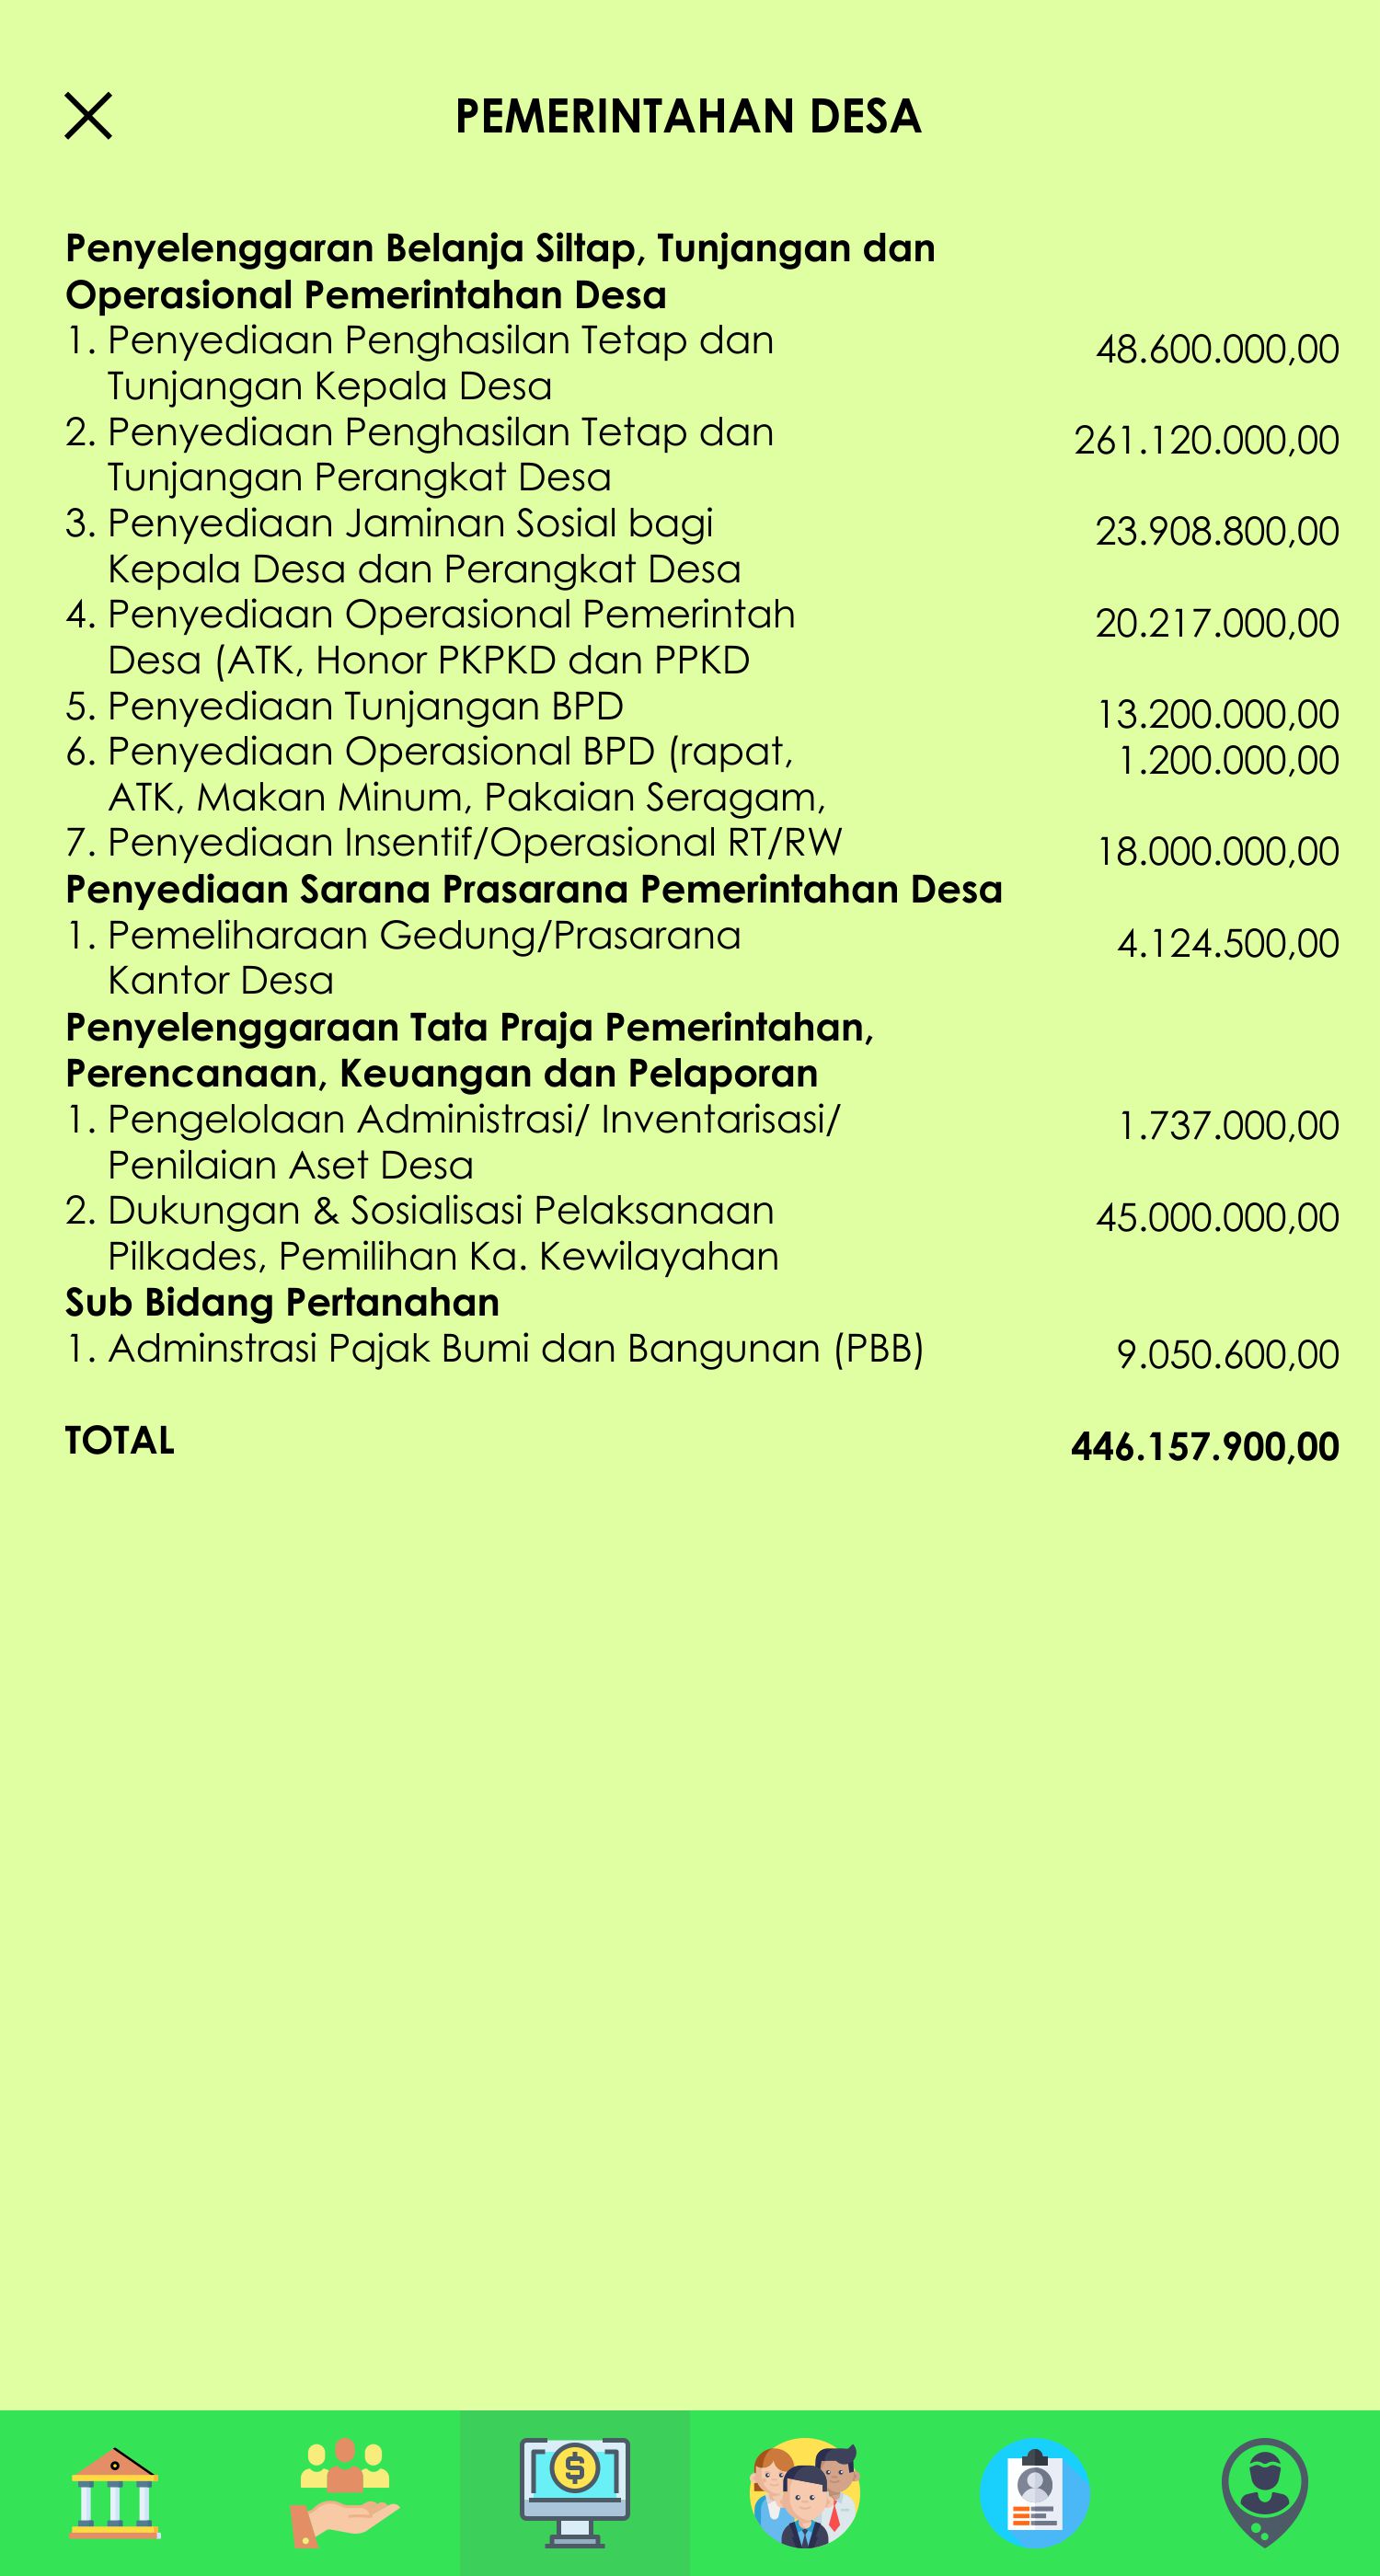 PEMERINTAHAN DESA
Penyelenggaran Belanja Siltap, Tunjangan dan
Operasional Pemerintahan Desa
1. Penyediaan Penghasilan Tetap dan 48.600.000,00
Tunjangan Kepala Desa
2. Penyediaan Penghasilan Tetap dan 261.120.000,00
Tunjangan Perangkat Desa
3. Penyediaan Jaminan Sosial bagi 23.908.800,00
Kepala Desa dan Perangkat Desa
4. Penyediaan Operasional Pemerintah 20.217.000,00
Desa (ATK, Honor PKPKD dan PPKD
5. Penyediaan Tunjangan BPD 13.200.000,00
6. Penyediaan Operasional BPD (rapat, 1.200.000,00
ATK, Makan Minum, Pakaian Seragam,
7. Penyediaan Insentif/Operasional RT/RW 18.000.000,00
Penyediaan Sarana Prasarana Pemerintahan Desa
1. Pemeliharaan Gedung/Prasarana 4.124.500,00
Kantor Desa
Penyelenggaraan Tata Praja Pemerintahan,
Perencanaan, Keuangan dan Pelaporan
1. Pengelolaan Administrasi/ Inventarisasi/ 1.737.000,00
Penilaian Aset Desa
2. Dukungan & Sosialisasi Pelaksanaan 45.000.000,00
Pilkades, Pemilihan Ka. Kewilayahan
Sub Bidang Pertanahan
1. Adminstrasi Pajak Bumi dan Bangunan (PBB) 9.050.600,00
TOTAL 446.157.900,00